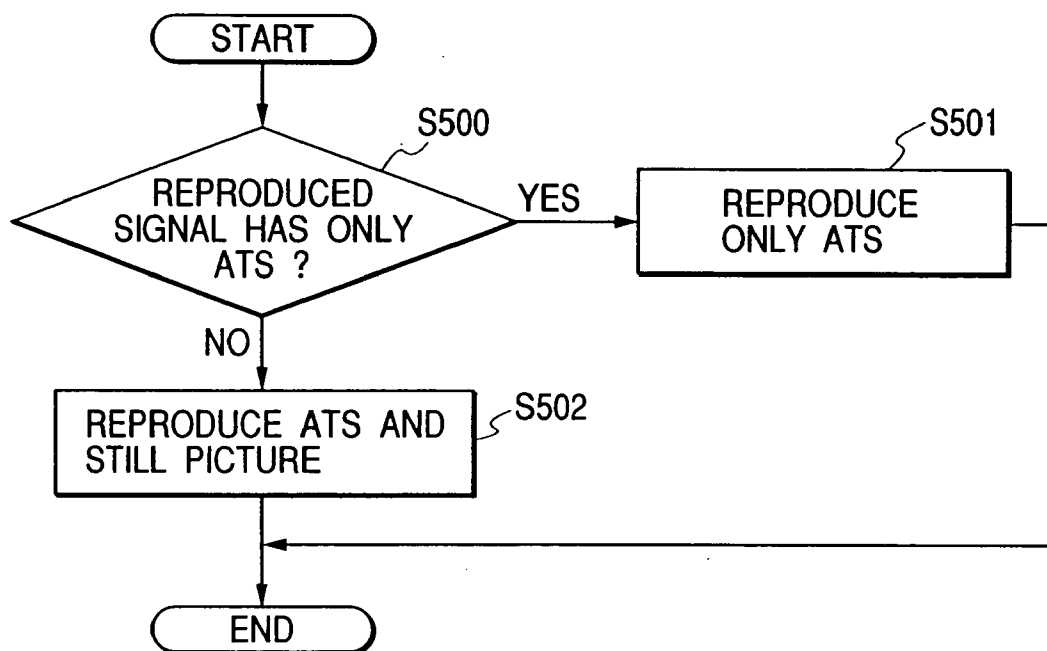 START
S500
REPRODUCED
SIGNAL HAS ONLY
ATS ?
YES
S501
REPRODUCE
ONLY ATS
NO
S502
REPRODUCE ATS AND
STILL PICTURE
END